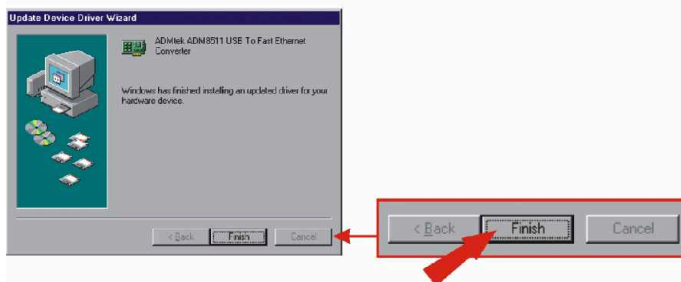 Update Device Driver Wizard
ADMtek ADM8511 USB To Fast Ethernet
Converter
Windows has finished installing an updated driver for your
hardware device.
< Back Finish Cancel
< Back Finish Cancel